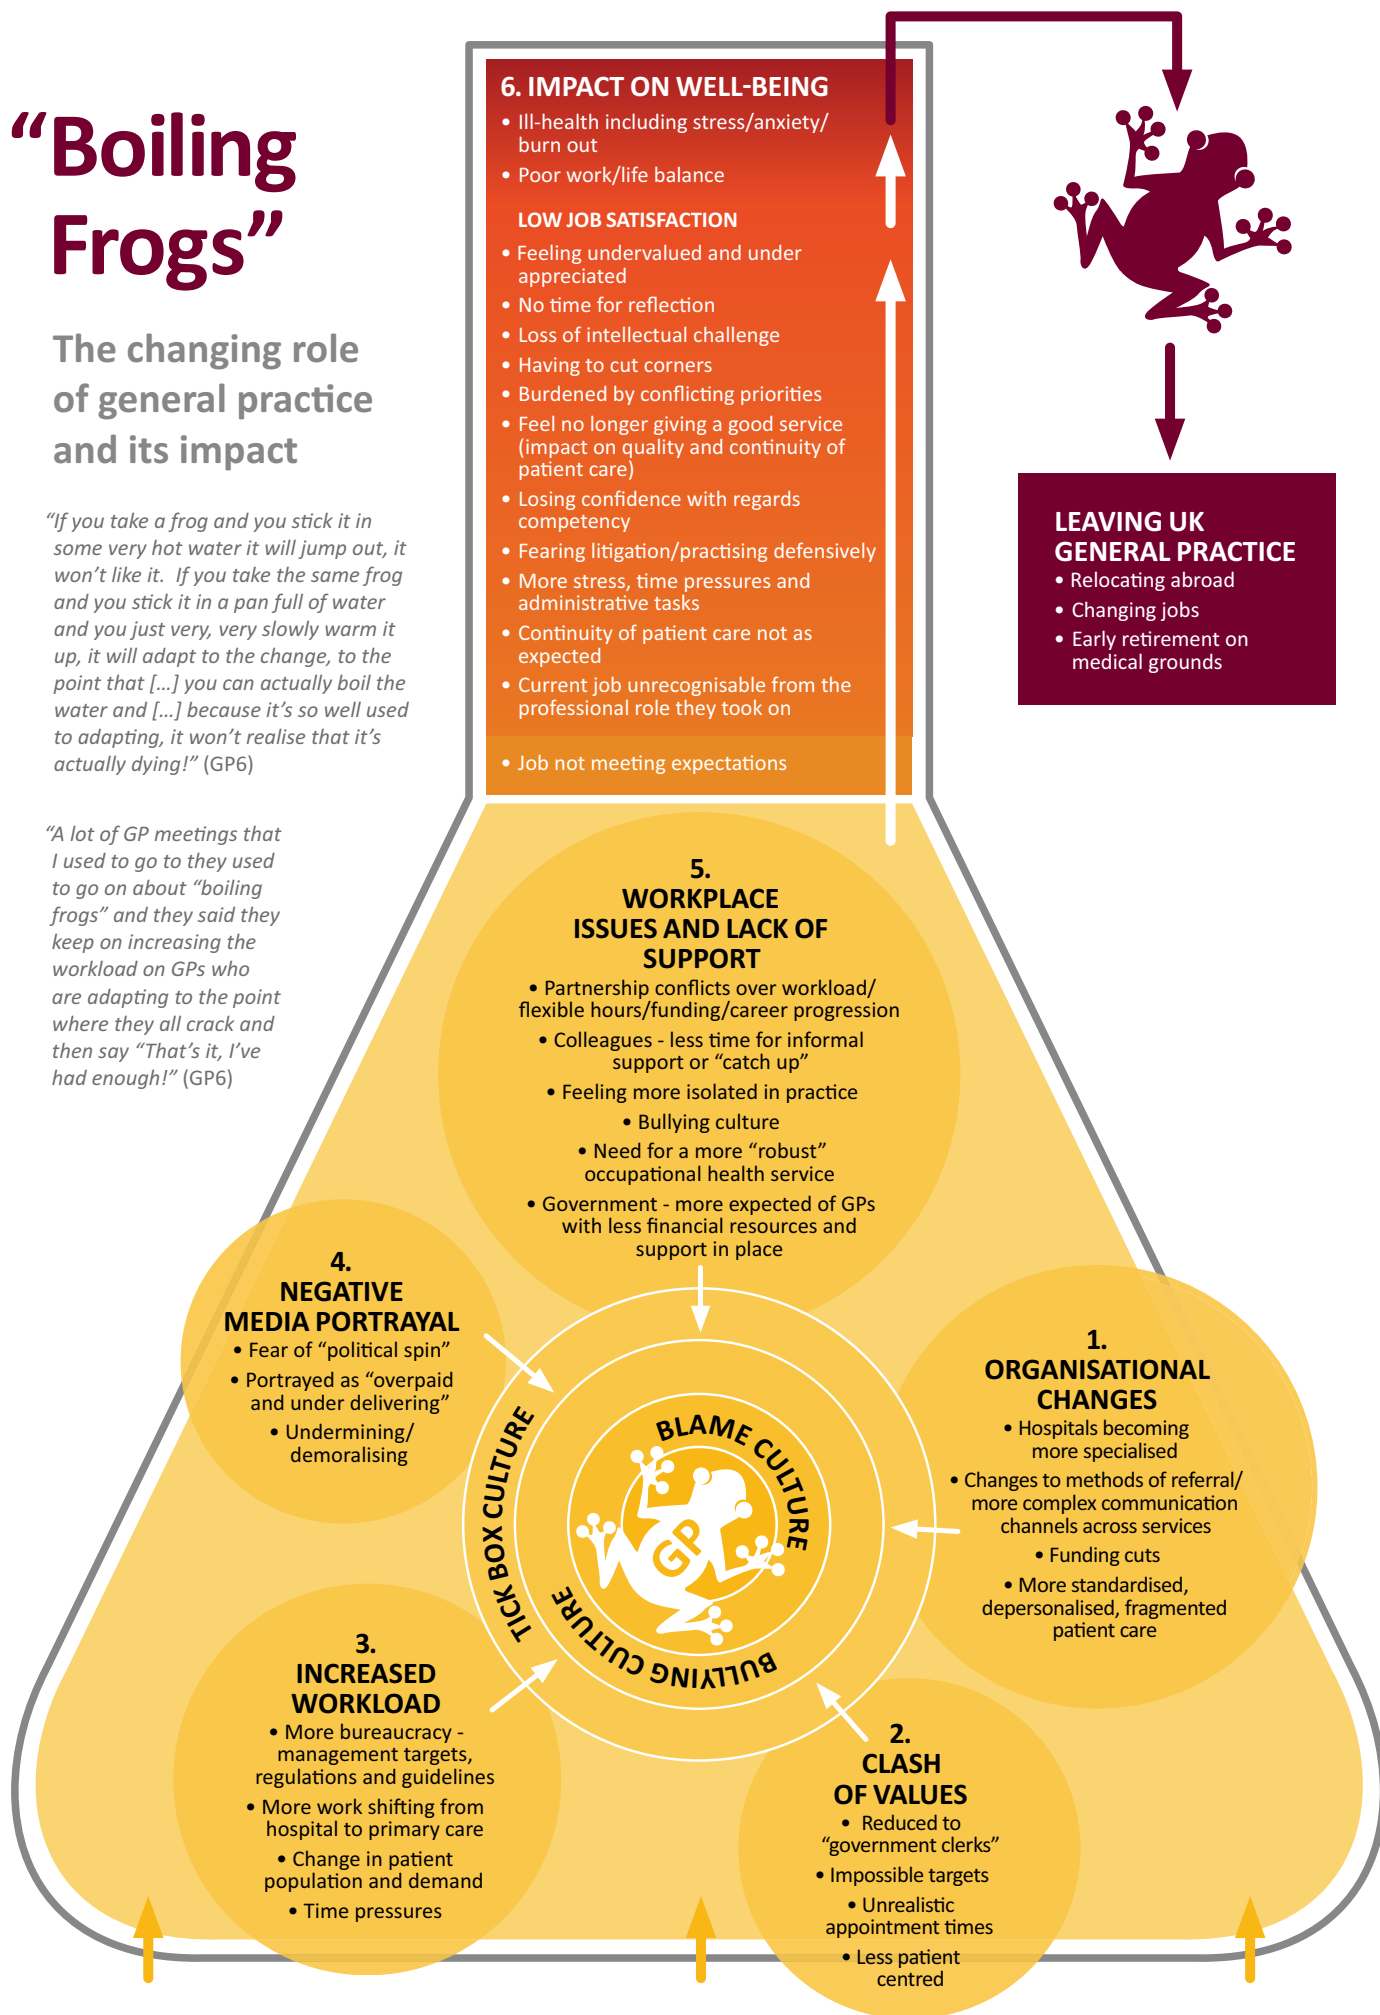 “Boiling
Frogs”
The changing role
of general practice
and its impact
“If you take a frog and you stick it in
some very hot water it will jump out, it
won’t like it.  If you take the same frog
and you stick it in a pan full of water
and you just very, very slowly warm it
up, it will adapt to the change, to the
point that [...] you can actually boil the
water and [...] because it’s so well used
to adapting, it won’t realise that it’s
actually dying!” (GP6)
“A lot of GP meetings that
I used to go to they used
to go on about “boiling
frogs” and they said they
keep on increasing the
workload on GPs who
are adapting to the point
where they all crack and
then say “That’s it, I’ve
had enough!” (GP6)
6. IMPACT ON WELL-BEING
• Ill-health including stress/anxiety/
burn out
• Poor work/life balance
LOW JOB SATISFACTION
• Feeling undervalued and under
appreciated
• No time for reflection
• Loss of intellectual challenge
• Having to cut corners
• Burdened by conflicting priorities
• Feel no longer giving a good service
(impact on quality and continuity of
patient care)
• Losing confidence with regards
competency
• Fearing litigation/practising defensively
• More stress, time pressures and
administrative tasks
• Continuity of patient care not as
expected
• Current job unrecognisable from the
professional role they took on
• Job not meeting expectations
LEAVING UK
GENERAL PRACTICE
• Relocating abroad
• Changing jobs
• Early retirement on
medical grounds
5.
WORKPLACE
ISSUES AND LACK OF
SUPPORT
• Partnership conflicts over workload/
flexible hours/funding/career progression
• Colleagues - less time for informal
support or “catch up”
• Feeling more isolated in practice
• Bullying culture
• Need for a more “robust”
occupational health service
• Government - more expected of GPs
with less financial resources and
support in place
4.
NEGATIVE
MEDIA PORTRAYAL
• Fear of “political spin”
• Portrayed as “overpaid
and under delivering”
• Undermining/
demoralising
1.
ORGANISATIONAL
CHANGES
• Hospitals becoming
more specialised
• Changes to methods of referral/
more complex communication
channels across services
• Funding cuts
• More standardised,
depersonalised, fragmented
patient care
TICK BOX CULTURE
BLAME CULTURE
GP
BULLYING CULTURE
3.
INCREASED
WORKLOAD
• More bureaucracy -
management targets,
regulations and guidelines
• More work shifting from
hospital to primary care
• Change in patient
population and demand
• Time pressures
2.
CLASH
OF VALUES
• Reduced to
“government clerks”
• Impossible targets
• Unrealistic
appointment times
• Less patient
centred